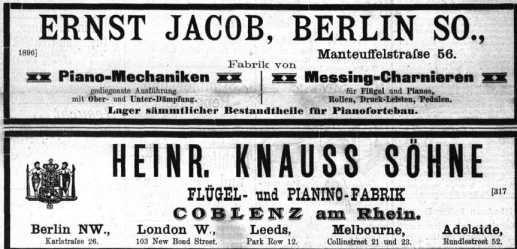 ERNST JACOB, BERLIN SO.,
1896] Manteuffelstraſse 56.
Fabrik von
Piano-Mechaniken Messing-Charnieren
gediegenste Ausführung für Flügel und Pianos,
mit Ober- und Unter-Dämpfung. Rollen, Druck-Leisten, Pedalen.
Lager sämmtlicher Bestandtheile für Pianofortebau.
HEINR. KNAUSS SÖHNE
FLÜGEL- und PIANINO-FABRIK [317
COBLENZ am Rhein.
Berlin NW., London W., Leeds, Melbourne, Adelaide,
Karlstraſse 26. 103 New Bond Street. Park Row 12. Collinstreet 21 und 23. Rundlestreet 52.